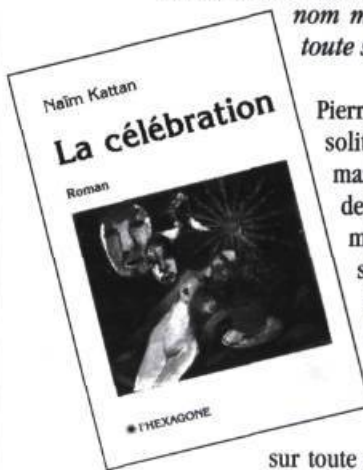 nom m
toute s
Naïm Kattan
La célébration
Roman
l'HEXAGONE
Pierr
solit
ma
de
m
s
sur toute